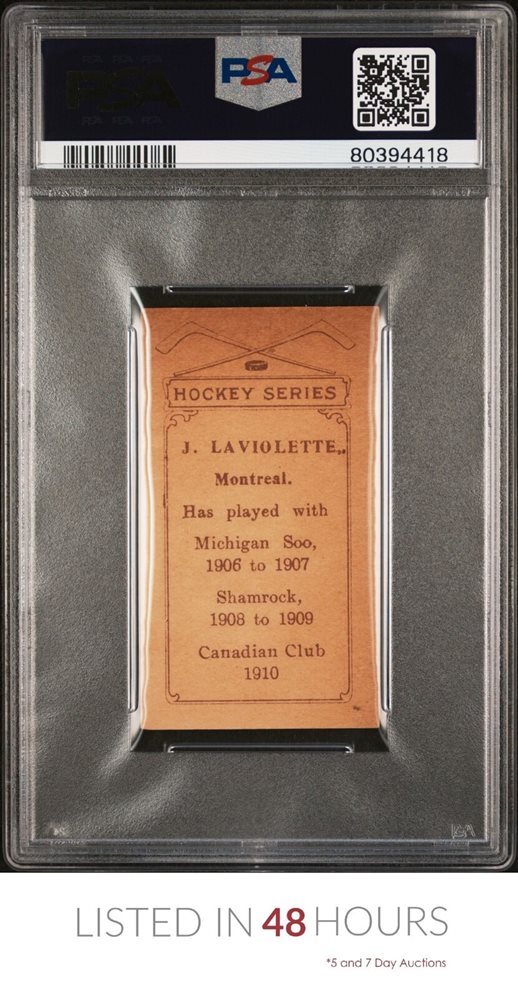 PSA
80394418
HOCKEY SERIES
J. LAVIOLETTE,,
Montreal.
Has played with
Michigan Soo,
1906 to 1907
Shamrock,
1908 to 1909
Canadian Club
1910
LISTED IN 48 HOURS
*5 and 7 Day Auctions